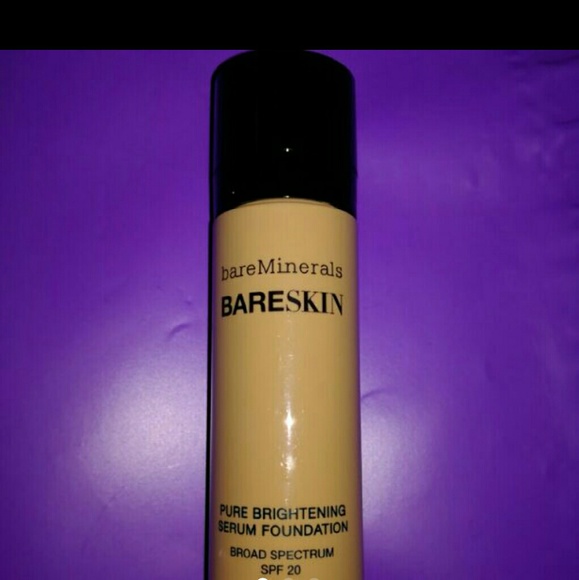 bareMinerals
BARESKIN
PURE BRIGHTENING
SERUM FOUNDATION
BROAD SPECTRUM
SPF 20